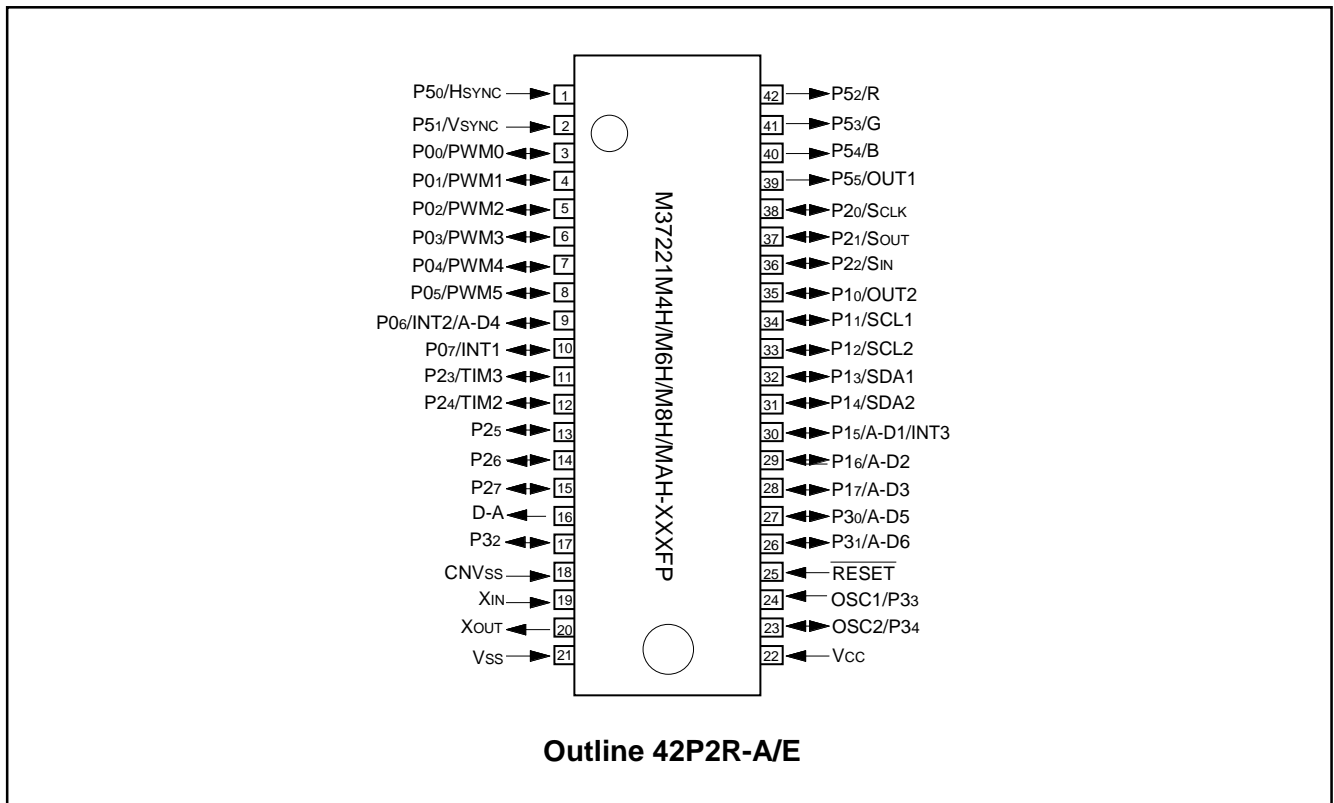 P50/HSYNC 1 42 P52/R
P51/VSYNC 2 41 P53/G
P00/PWM0 3 40 P54/B
P01/PWM1 4 39 P55/OUT1
P02/PWM2 5 38 P20/SCLK
P03/PWM3 6 37 P21/SOUT
P04/PWM4 7 36 P22/SIN
P05/PWM5 8 35 P10/OUT2
P06/INT2/A-D4 9 34 P11/SCL1
P07/INT1 10 33 P12/SCL2
P23/TIM3 11 32 P13/SDA1
P24/TIM2 12 31 P14/SDA2
P25 13 30 P15/A-D1/INT3
P26 14 29 P16/A-D2
P27 15 28 P17/A-D3
D-A 16 27 P30/A-D5
P32 17 26 P31/A-D6
CNVSS 18 25 RESET
XIN 19 24 OSC1/P33
XOUT 20 23 OSC2/P34
VSS 21 22 VCC
M37221M4H/M6H/M8H/MAH-XXXFP
Outline 42P2R-A/E